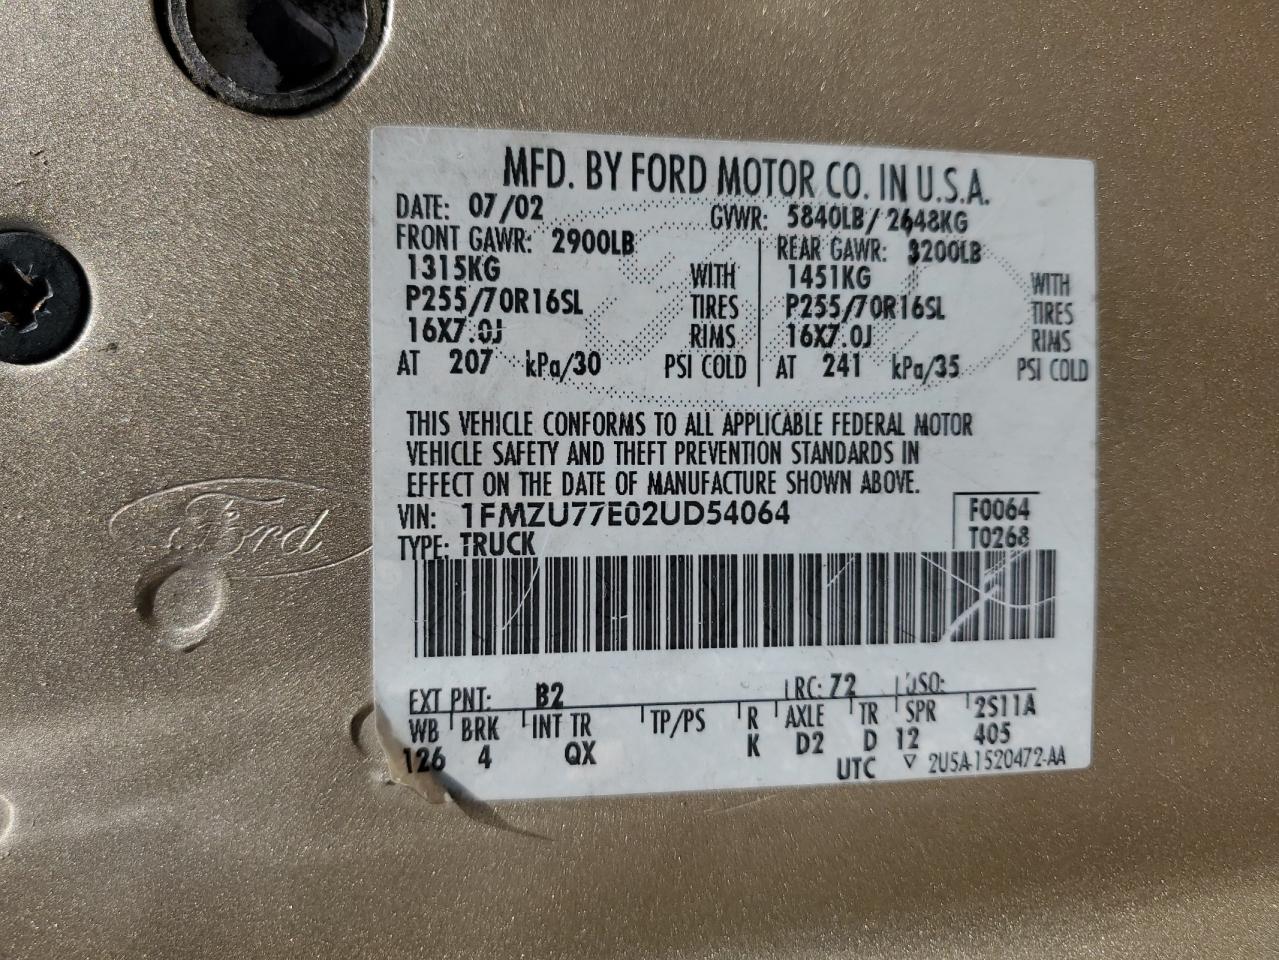 MFD. BY FORD MOTOR CO. IN U.S.A.
DATE: 07/02 GVWR: 5840LB/2648KG
FRONT GAWR: 2900LB REAR GAWR: 3200LB
1315KG WITH 1451KG WITH
P255/70R16SL TIRES P255/70R16SL TIRES
16X7.0J RIMS 16X7.0J RIMS
AT 207 kPa/30 PSI COLD AT 241 kPa/35 PSI COLD
THIS VEHICLE CONFORMS TO ALL APPLICABLE FEDERAL MOTOR
VEHICLE SAFETY AND THEFT PREVENTION STANDARDS IN
EFFECT ON THE DATE OF MANUFACTURE SHOWN ABOVE.
VIN: 1FMZU77E02UD54064 F0064
TYPE: TRUCK T0268
Ford
EXT PNT: B2 RC: 72 DSO:
WB BRK INT TR TP/PS R AXLE TR SPR 2S11A
126 4 QX K D2 D 12 405
UTC ▽ 2U5A-1520472-AA